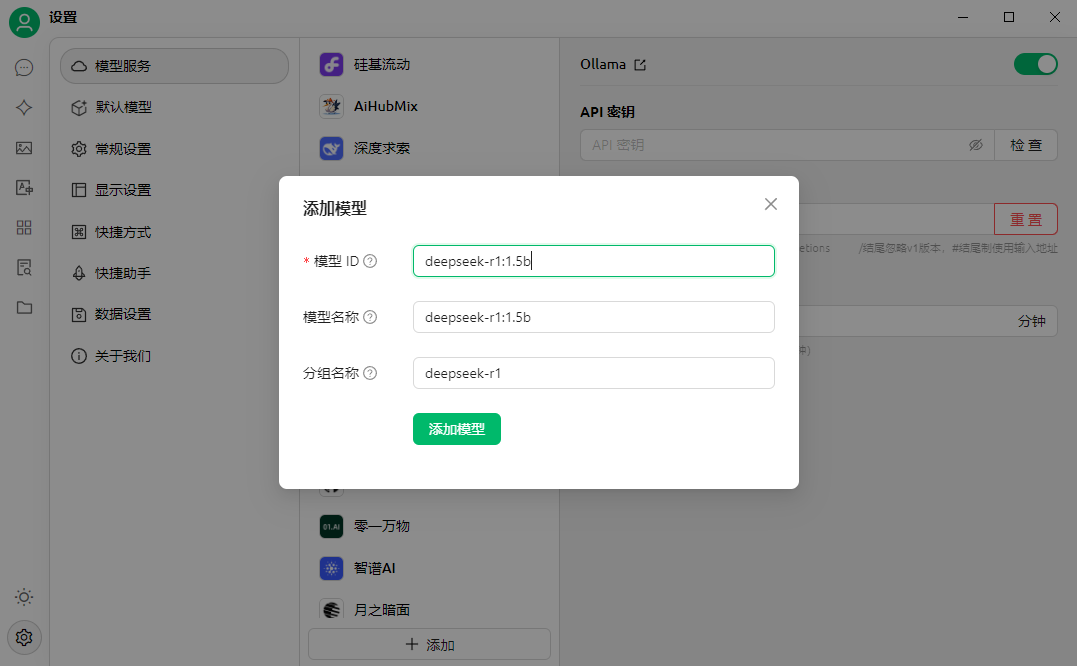 设置
模型服务
默认模型
常规设置
显示设置
快捷方式
快捷助手
数据设置
关于我们
硅基流动
AiHubMix
深度求索
01.AI
零一万物
智谱AI
月之暗面
添加
Ollama
API 密钥
API 密钥
检 查
重 置
etions
/结尾忽略v1版本，#结尾制使用输入地址
分钟
钟)
添加模型
* 模型 ID
deepseek-r1:1.5b
模型名称
deepseek-r1:1.5b
分组名称
deepseek-r1
添加模型